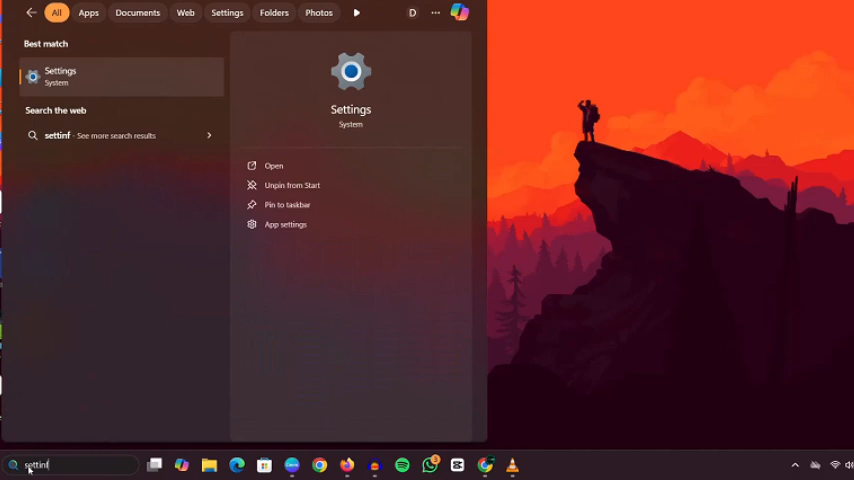 All Apps Documents Web Settings Folders Photos D
Best match
Settings
System
Search the web
settinf - See more search results
Settings
System
Open
Unpin from Start
Pin to taskbar
App settings
settinf